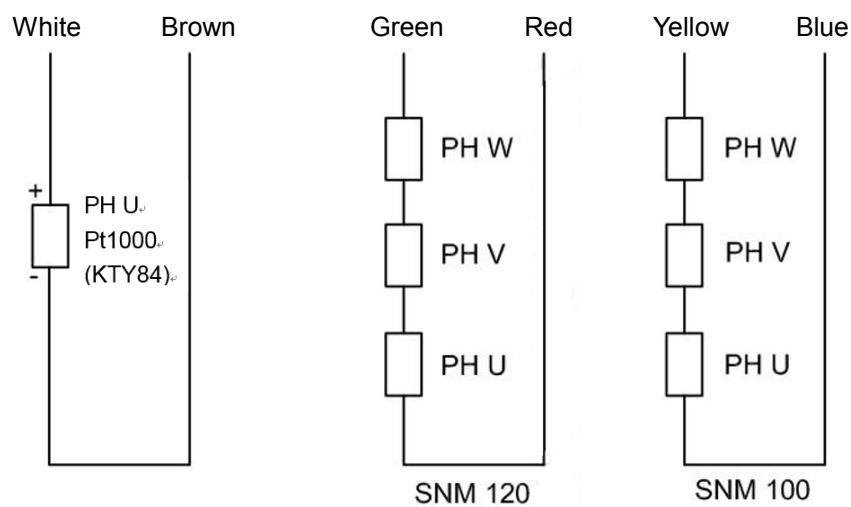 White Brown Green Red Yellow Blue
PH W PH W
+
PH U
Pt1000
(KTY84)
-
PH V PH V
PH U PH U
SNM 120 SNM 100